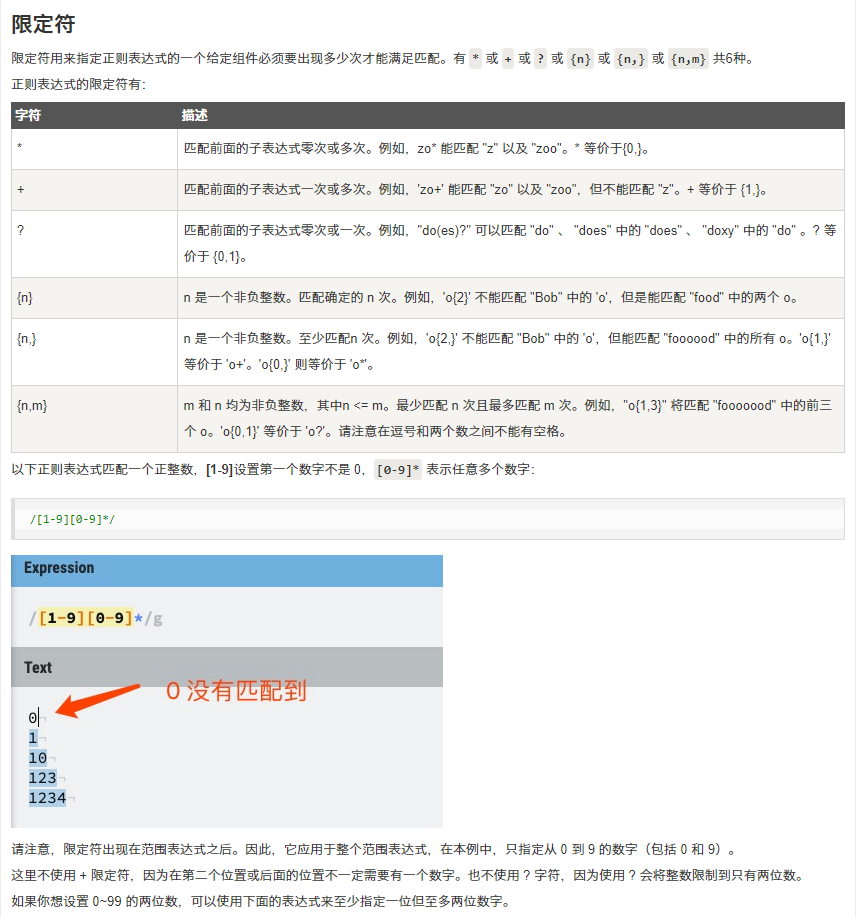 限定符
限定符用来指定正则表达式的一个给定组件必须要出现多少次才能满足匹配。有 * 或 + 或 ? 或 {n} 或 {n,} 或 {n,m} 共6种。
正则表达式的限定符有:
字符 描述
* 匹配前面的子表达式零次或多次。例如，zo* 能匹配 "z" 以及 "zoo"。* 等价于{0,}。
+ 匹配前面的子表达式一次或多次。例如，'zo+' 能匹配 "zo" 以及 "zoo"，但不能匹配 "z"。+ 等价于 {1,}。
? 匹配前面的子表达式零次或一次。例如，"do(es)?" 可以匹配 "do" 、 "does" 中的 "does" 、 "doxy" 中的 "do" 。? 等
价于 {0,1}。
{n} n 是一个非负整数。匹配确定的 n 次。例如，'o{2}' 不能匹配 "Bob" 中的 'o'，但是能匹配 "food" 中的两个 o。
{n,} n 是一个非负整数。至少匹配n 次。例如，'o{2,}' 不能匹配 "Bob" 中的 'o'，但能匹配 "foooood" 中的所有 o。'o{1,}'
等价于 'o+'。'o{0,}' 则等价于 'o*'。
{n,m} m 和 n 均为非负整数，其中n <= m。最少匹配 n 次且最多匹配 m 次。例如，"o{1,3}" 将匹配 "fooooood" 中的前三
个 o。'o{0,1}' 等价于 'o?'。请注意在逗号和两个数之间不能有空格。
以下正则表达式匹配一个正整数，[1-9]设置第一个数字不是 0，[0-9]* 表示任意多个数字:
/[1-9][0-9]*/
Expression
/[1-9][0-9]*/g
Text
0 没有匹配到
0¬
1¬
10¬
123¬
1234¬
请注意，限定符出现在范围表达式之后。因此，它应用于整个范围表达式，在本例中，只指定从 0 到 9 的数字（包括 0 和 9）。
这里不使用 + 限定符，因为在第二个位置或后面的位置不一定需要有一个数字。也不使用 ? 字符，因为使用 ? 会将整数限制到只有两位数。
如果你想设置 0~99 的两位数，可以使用下面的表达式来至少指定一位但至多两位数字。